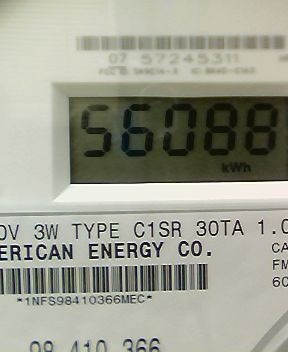 07 57245311
56088
kWh
0V 3W TYPE C1SR 30TA 1.0
ERICAN ENERGY CO.
CA
FM
60
*1NFS98410366MEC*
98 410 366